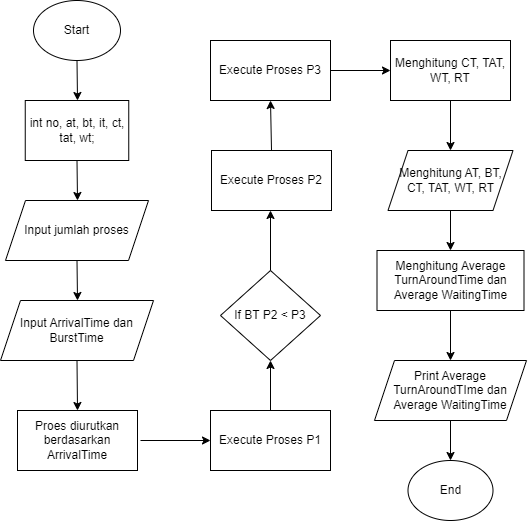 Start
int no, at, bt, it, ct,
tat, wt;
Input jumlah proses
Input ArrivalTime dan
BurstTime
Proes diurutkan
berdasarkan
ArrivalTime
Execute Proses P1
If BT P2 < P3
Execute Proses P2
Execute Proses P3
Menghitung CT, TAT,
WT, RT
Menghitung AT, BT,
CT, TAT, WT, RT
Menghitung Average
TurnAroundTime dan
Average WaitingTime
Print Average
TurnAroundTIme dan
Average WaitingTime
End